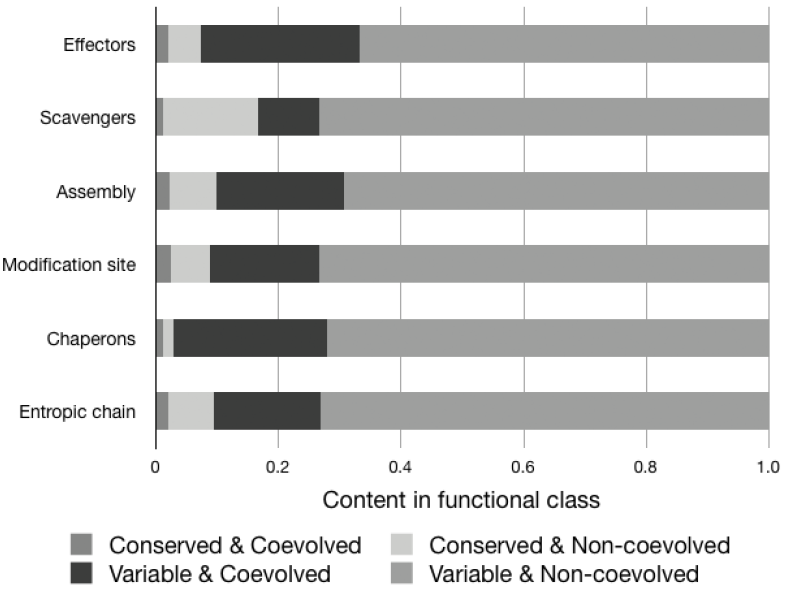 Effectors
Scavengers
Assembly
Modification site
Chaperons
Entropic chain
0 0.2 0.4 0.6 0.8 1.0
Content in functional class
Conserved & Coevolved Conserved & Non-coevolved
Variable & Coevolved Variable & Non-coevolved